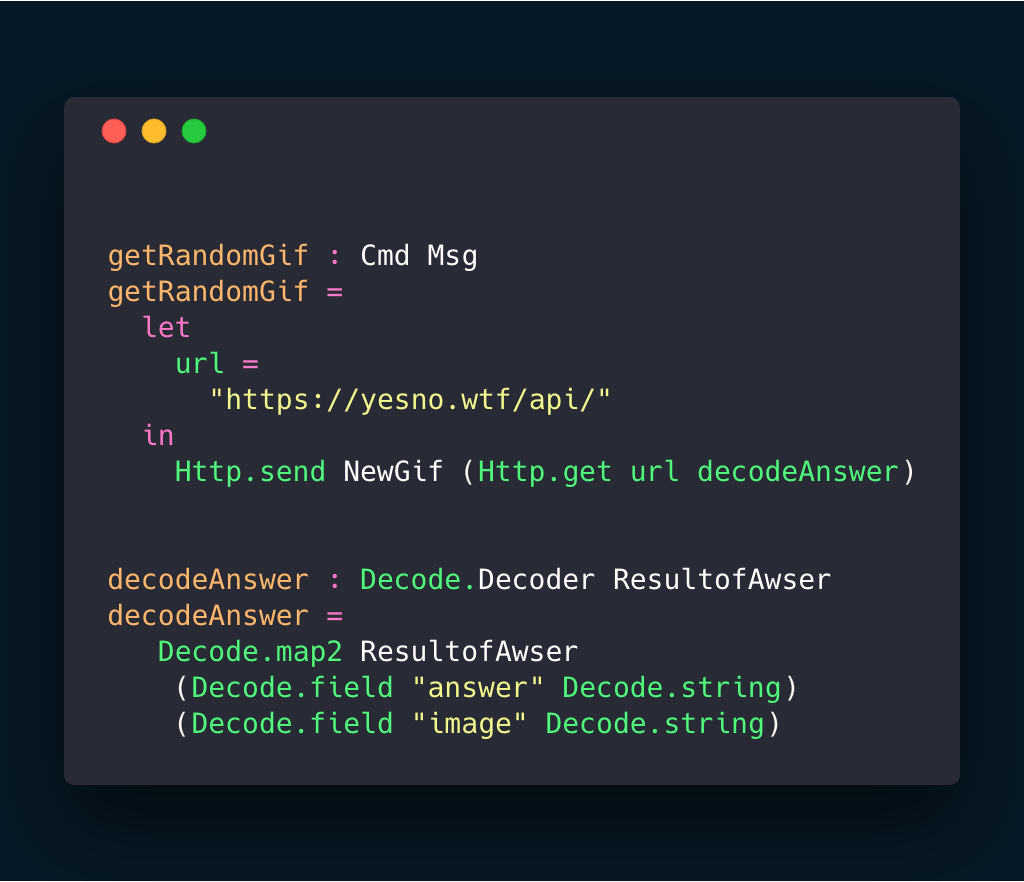 getRandomGif : Cmd Msg
getRandomGif =
  let
    url =
      "https://yesno.wtf/api/"
  in
    Http.send NewGif (Http.get url decodeAnswer)
decodeAnswer : Decode.Decoder ResultofAwser
decodeAnswer =
   Decode.map2 ResultofAwser
    (Decode.field "answer" Decode.string)
    (Decode.field "image" Decode.string)